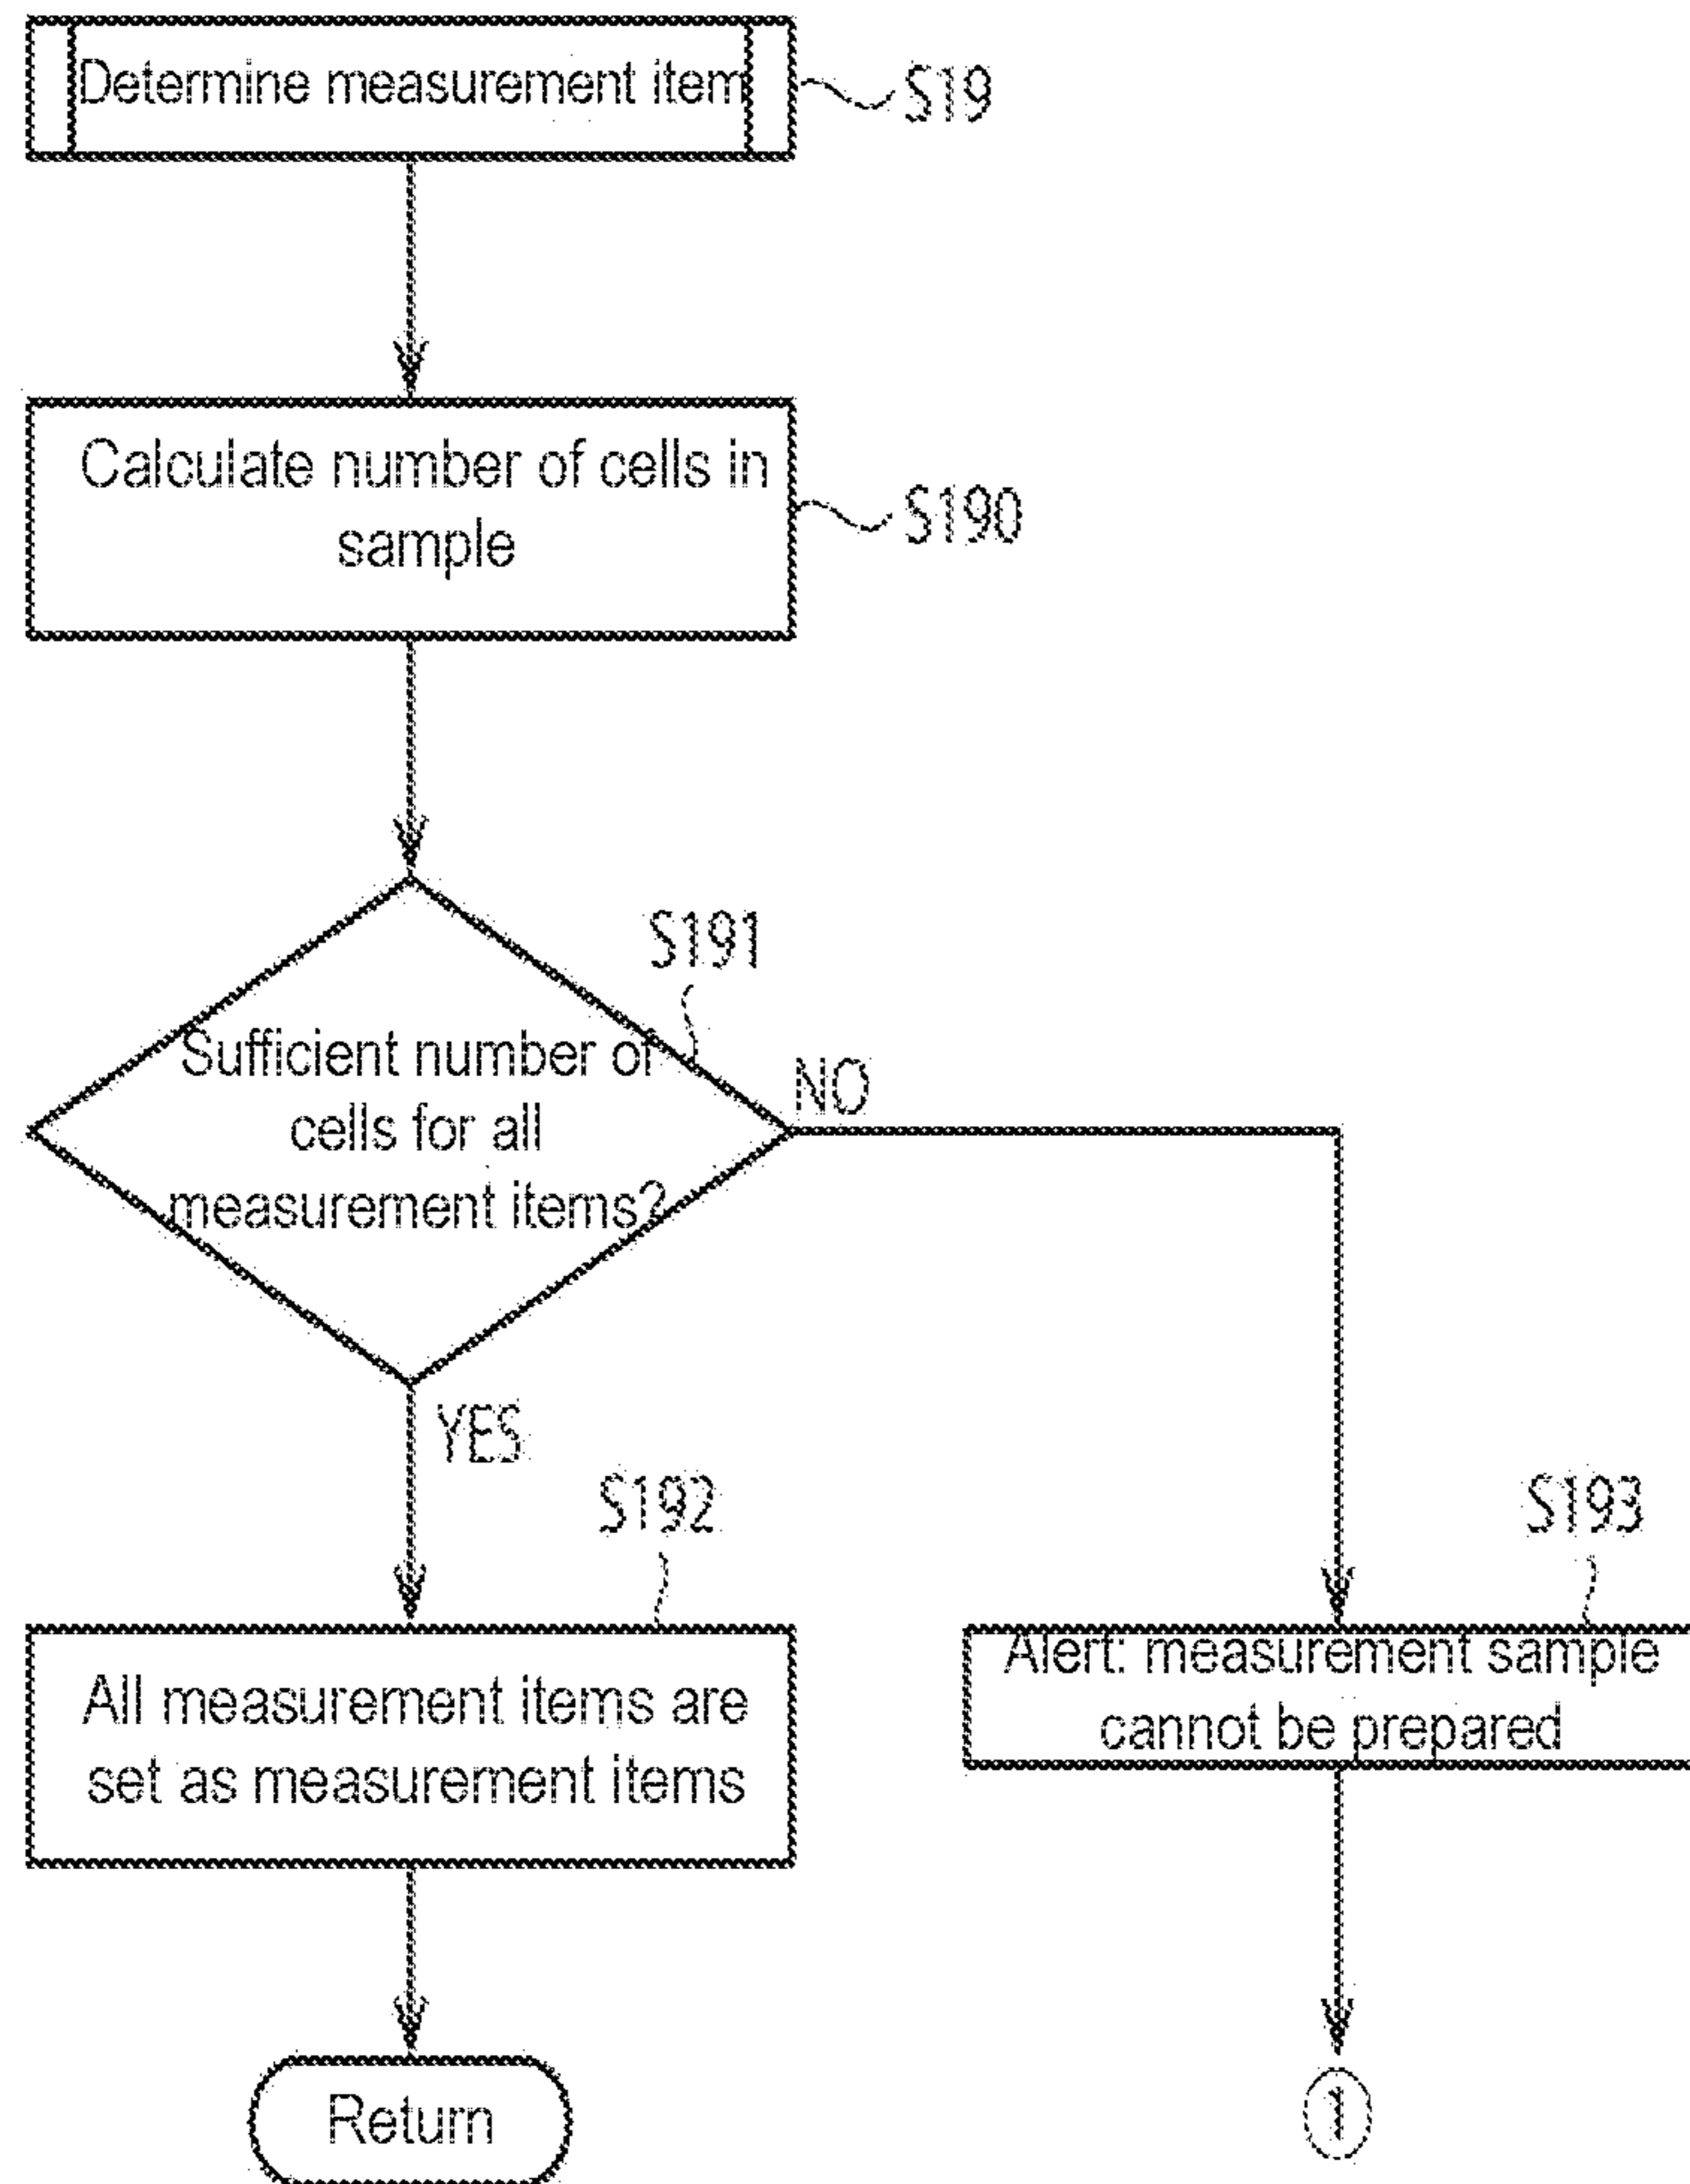 Determine measurement item
S19
Calculate number of cells in
sample
S190
S191
Sufficient number of
cells for all
measurement items?
NO
YES
S192
S193
All measurement items are
set as measurement items
Alert: measurement sample
cannot be prepared
Return
1